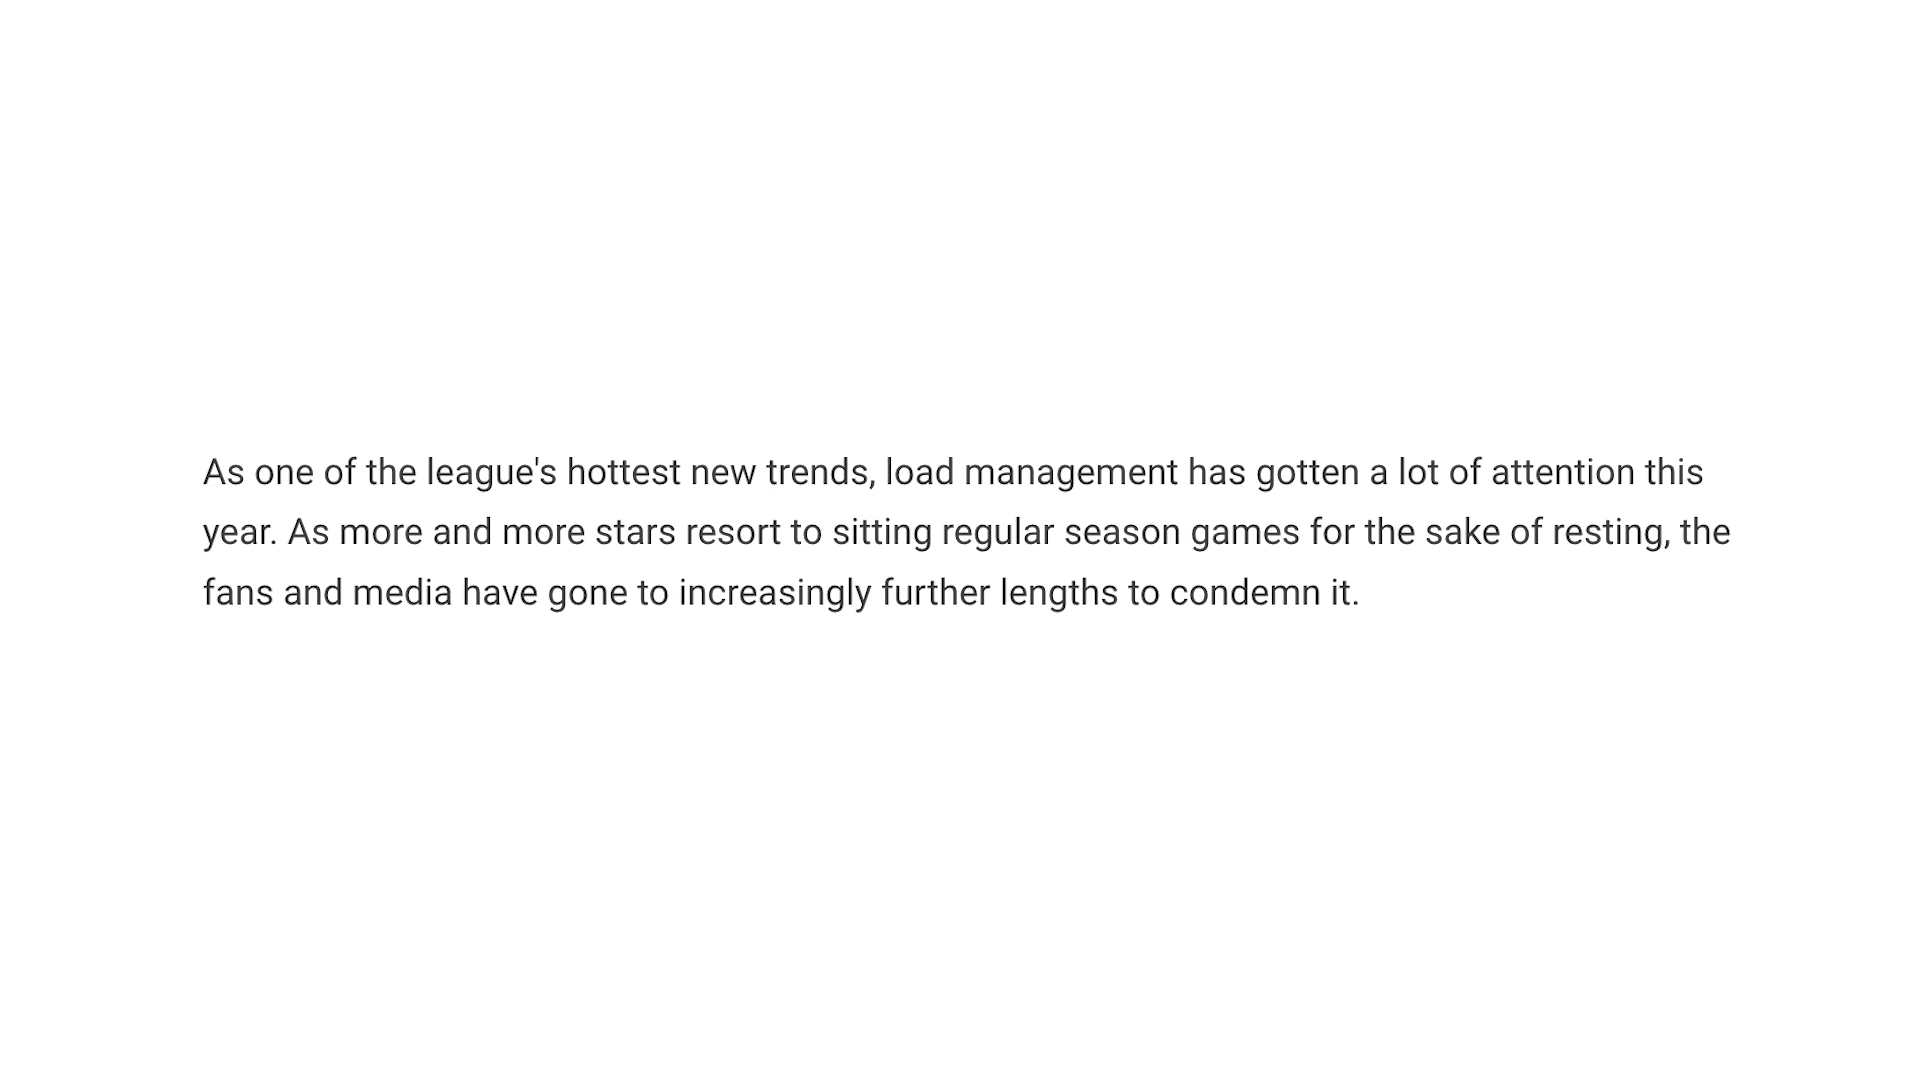 As one of the league's hottest new trends, load management has gotten a lot of attention this
year. As more and more stars resort to sitting regular season games for the sake of resting, the
fans and media have gone to increasingly further lengths to condemn it.